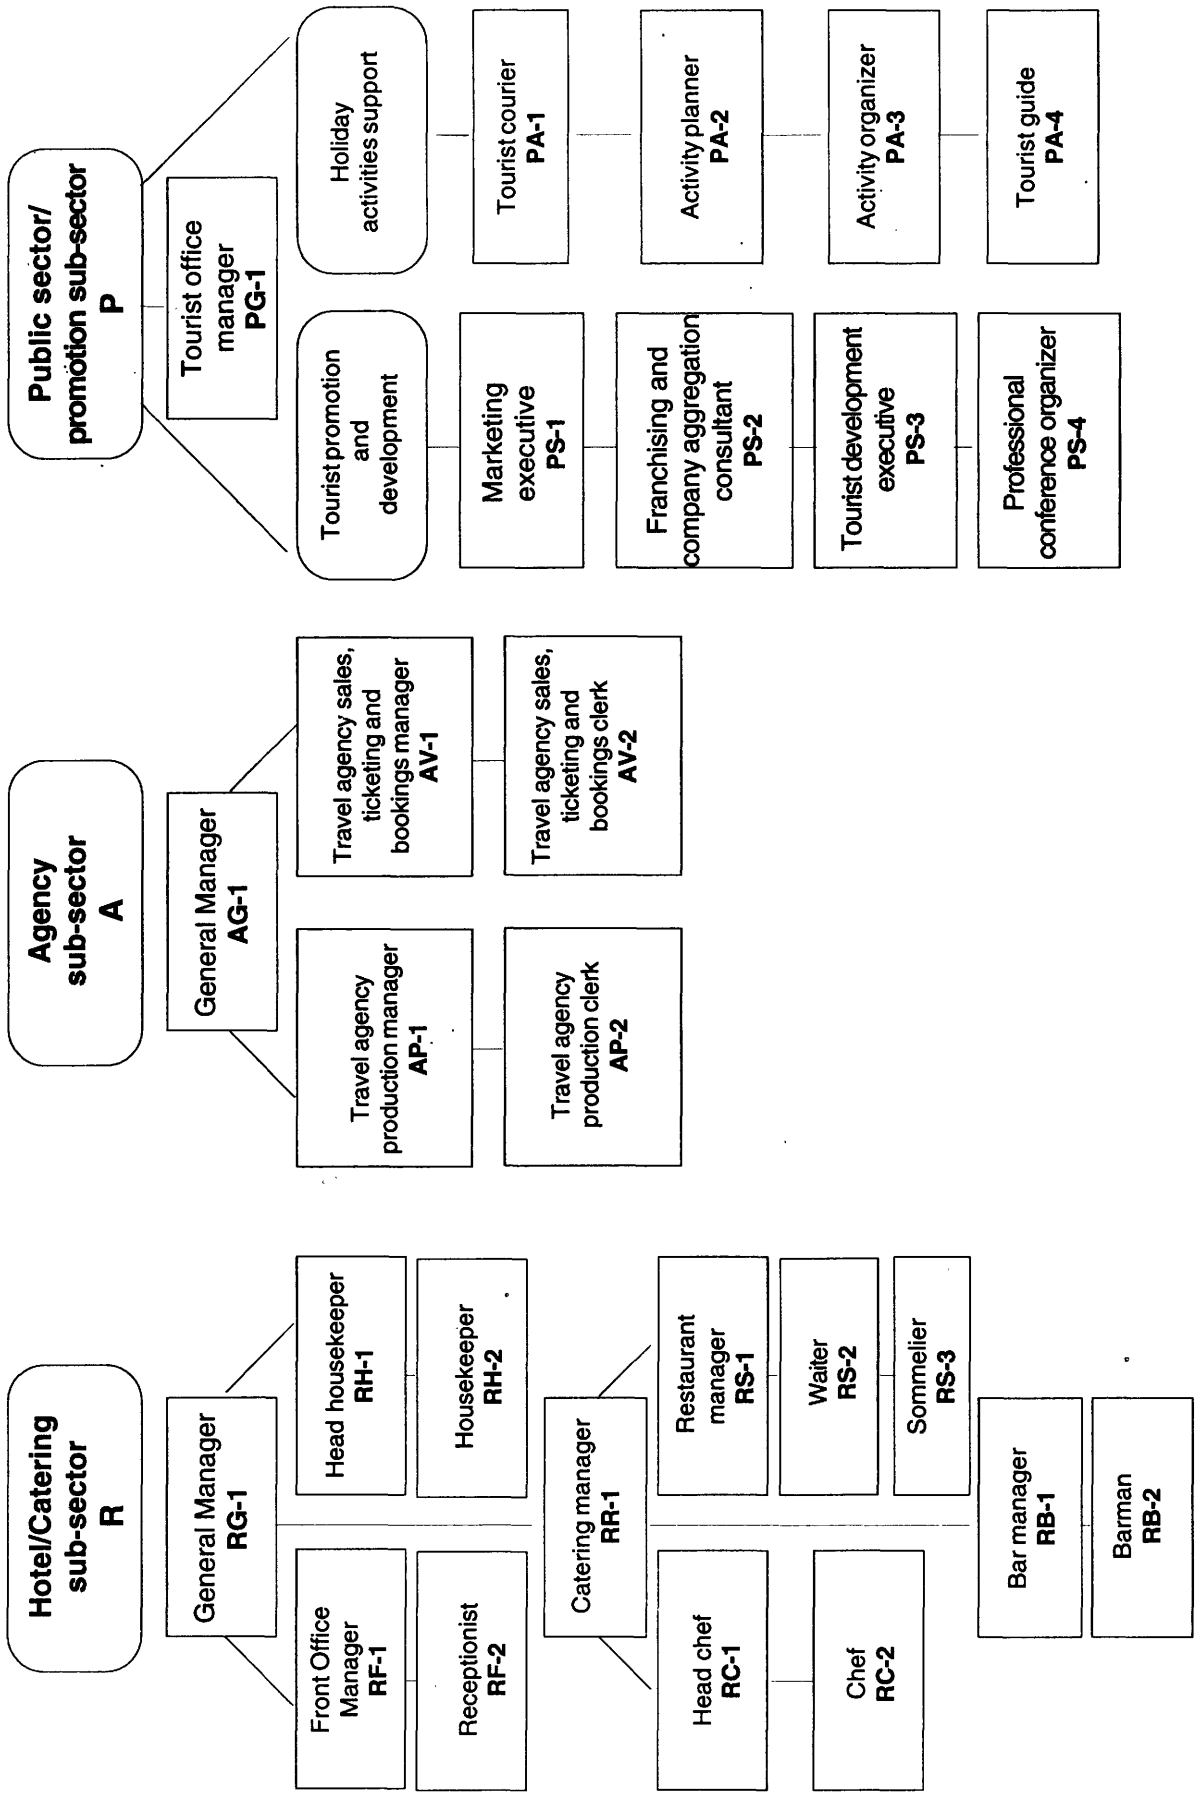 Hotel/Catering
sub-sector
R
General Manager
RG-1
Front Office
Manager
RF-1
Receptionist
RF-2
Head housekeeper
RH-1
Housekeeper
RH-2
Catering manager
RR-1
Head chef
RC-1
Chef
RC-2
Restaurant
manager
RS-1
Waiter
RS-2
Sommelier
RS-3
Bar manager
RB-1
Barman
RB-2
Agency
sub-sector
A
General Manager
AG-1
Travel agency
production manager
AP-1
Travel agency
production clerk
AP-2
Travel agency sales,
ticketing and
bookings manager
AV-1
Travel agency sales,
ticketing and
bookings clerk
AV-2
Public sector/
promotion sub-sector
P
Tourist office
manager
PG-1
Tourist promotion
and
development
Marketing
executive
PS-1
Franchising and
company aggregation
consultant
PS-2
Tourist development
executive
PS-3
Professional
conference organizer
PS-4
Holiday
activities support
Tourist courier
PA-1
Activity planner
PA-2
Activity organizer
PA-3
Tourist guide
PA-4